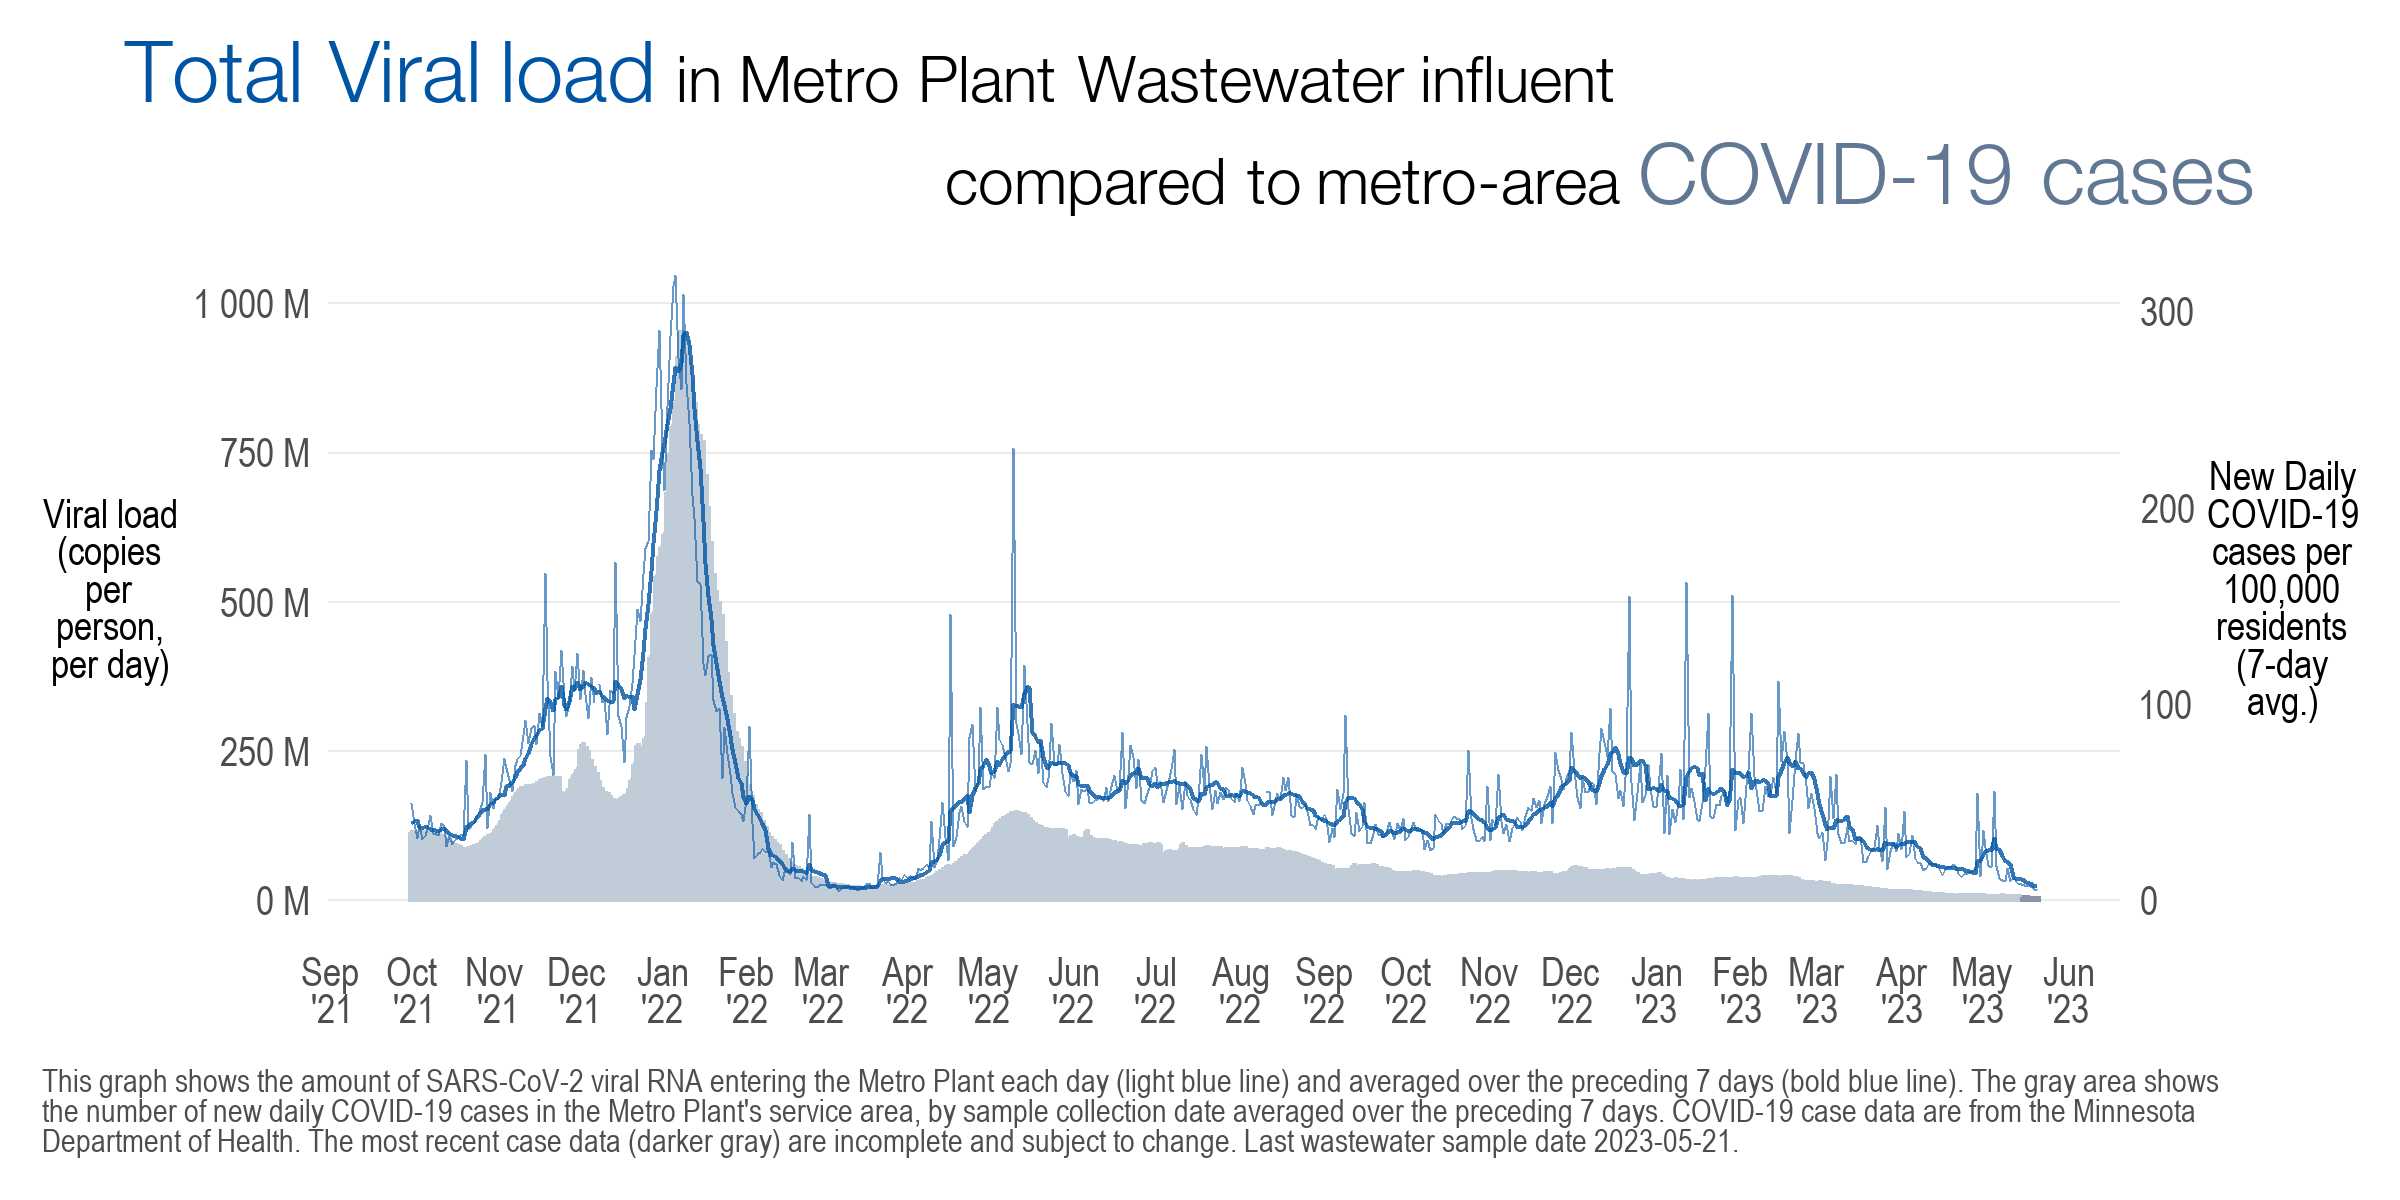 Total Viral load in Metro Plant Wastewater influent
compared to metro-area COVID-19 cases
1 000 M
750 M
500 M
250 M
0 M
Viral load
(copies
per
person,
per day)
300
200
100
0
New Daily
COVID-19
cases per
100,000
residents
(7-day
avg.)
Sep Oct Nov Dec Jan Feb Mar Apr May Jun Jul Aug Sep Oct Nov Dec Jan Feb Mar Apr May Jun
'21 '21 '21 '21 '22 '22 '22 '22 '22 '22 '22 '22 '22 '22 '22 '22 '23 '23 '23 '23 '23 '23
This graph shows the amount of SARS-CoV-2 viral RNA entering the Metro Plant each day (light blue line) and averaged over the preceding 7 days (bold blue line). The gray area shows
the number of new daily COVID-19 cases in the Metro Plant's service area, by sample collection date averaged over the preceding 7 days. COVID-19 case data are from the Minnesota
Department of Health. The most recent case data (darker gray) are incomplete and subject to change. Last wastewater sample date 2023-05-21.